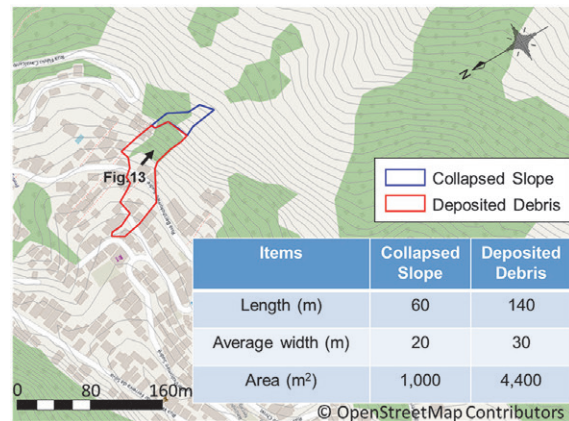 N
Fig.13
Collapsed Slope
Deposited Debris
Items
Collapsed Slope
Deposited Debris
Length (m)
60
140
Average width (m)
20
30
Area (m²)
1,000
4,400
0 80 160m
© OpenStreetMap Contributors